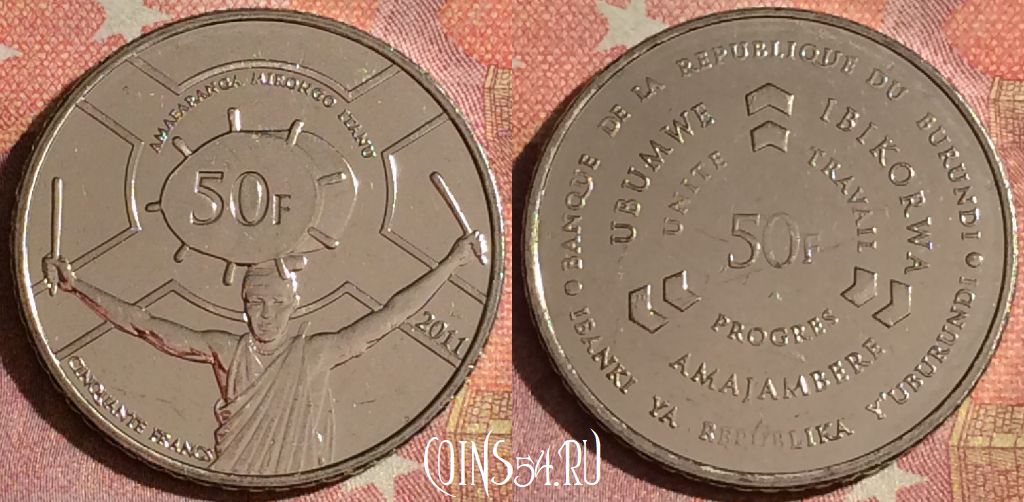 AMAFARANGA MIRONGO ITANU
50F
2011
CINQUANTE FRANCS
BANQUE DE LA REPUBLIQUE DU BURUNDI
UBUMWE
IBIKORWA
UNITE
TRAVAIL
50F
PROGRES
AMAJAMBERE
IBANKI YA REPUBLIKA Y'UBURUNDI
COINS54.RU